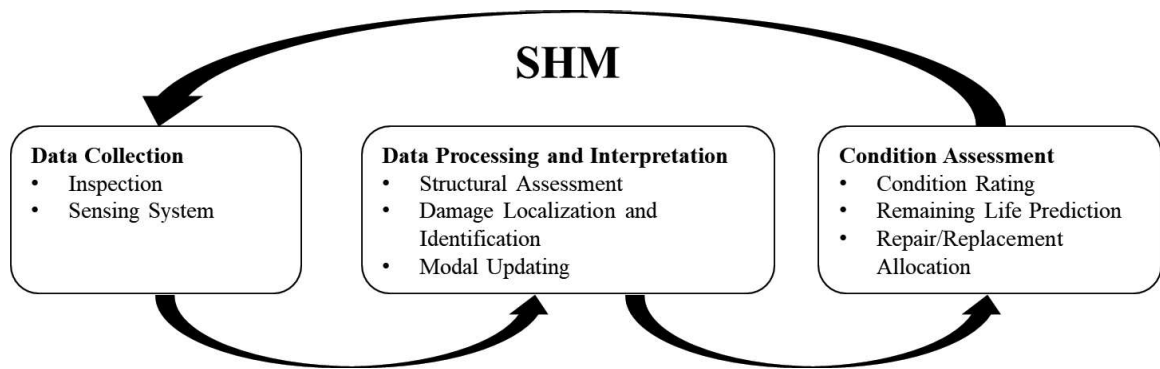 SHM
Data Collection
• Inspection
• Sensing System
Data Processing and Interpretation
• Structural Assessment
• Damage Localization and
Identification
• Modal Updating
Condition Assessment
• Condition Rating
• Remaining Life Prediction
• Repair/Replacement
Allocation